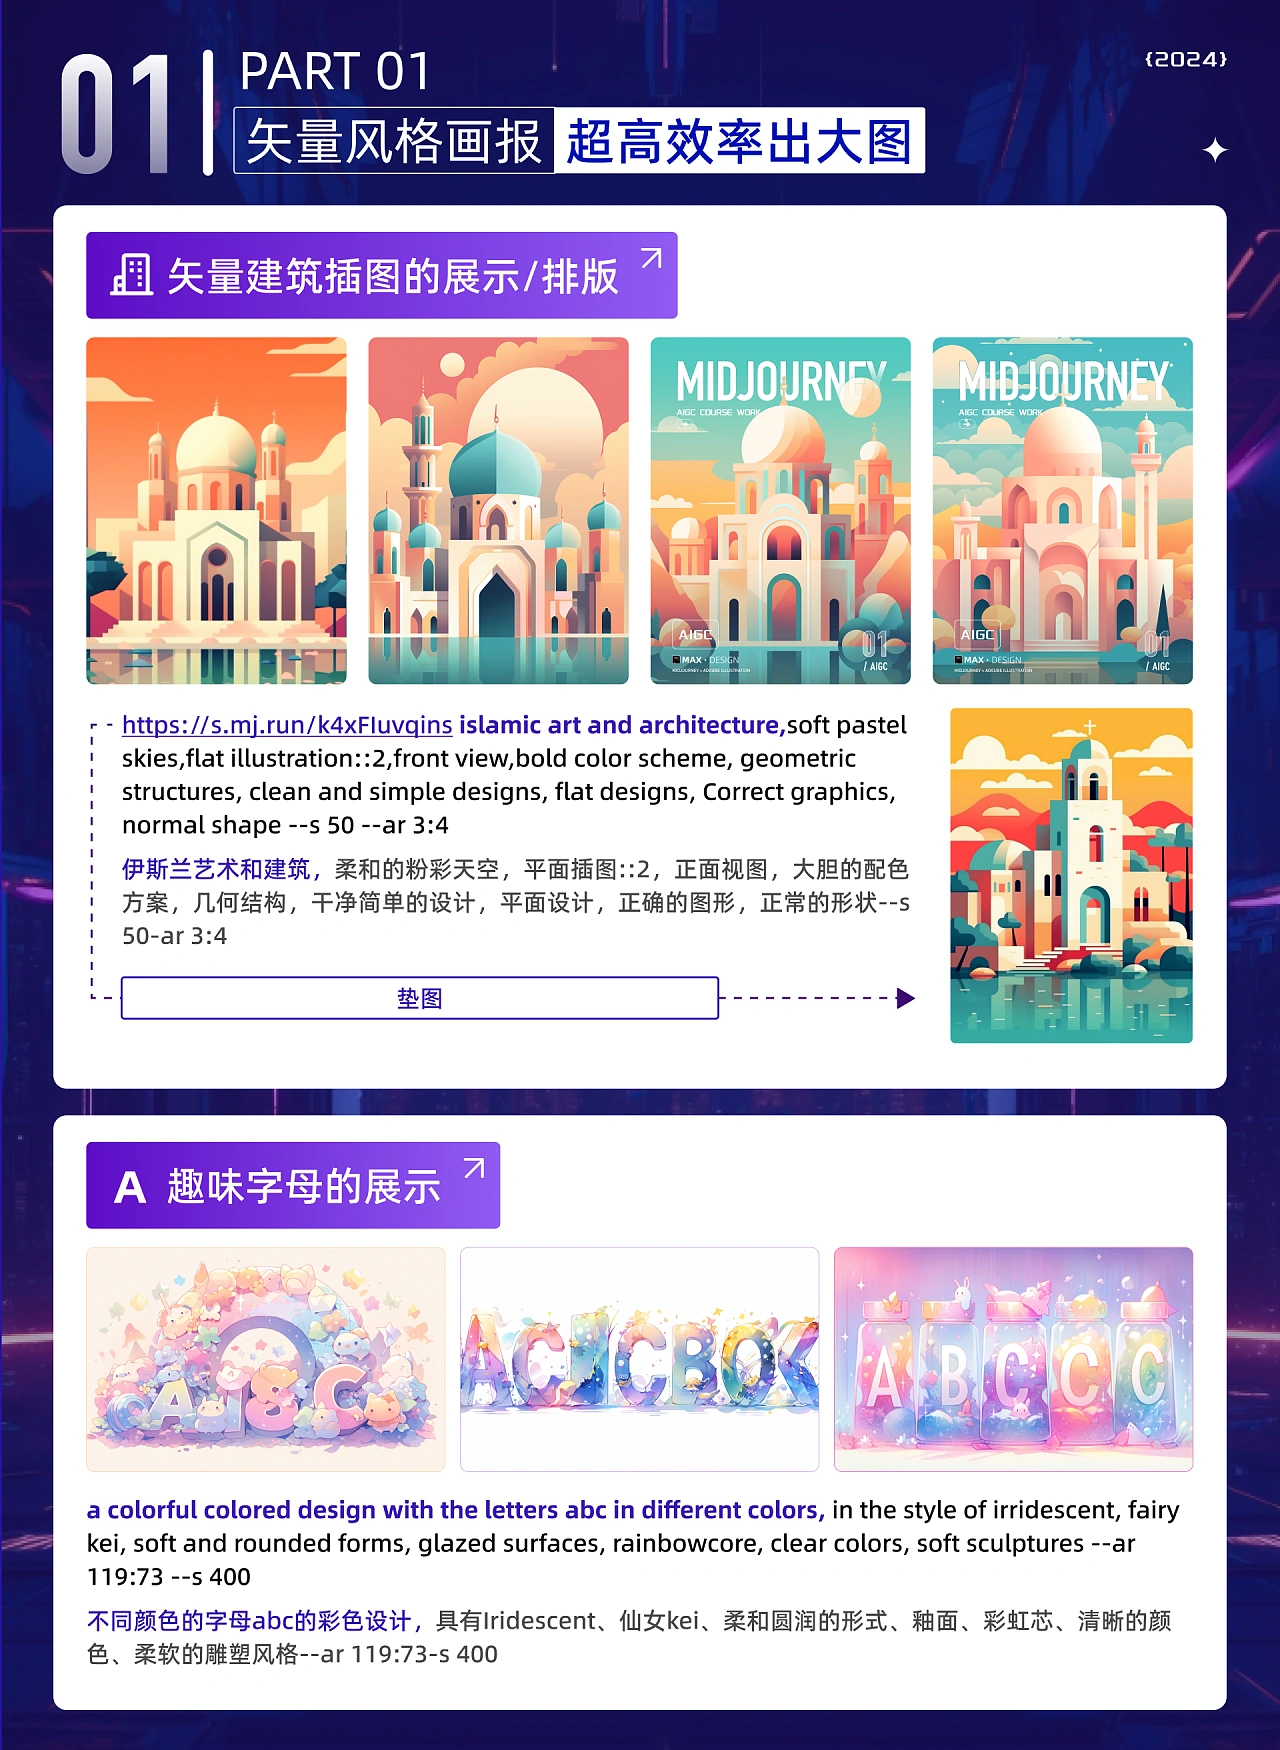 01
PART 01
{2024}
矢量风格画报 超高效率出大图
矢量建筑插图的展示/排版
MIDJOURNEY
AIGC COURSE WORK
AIGC
MAX · DESIGN
MIDJOURNEY + ADOBE ILLUSTRATION
01
/ AIGC
MIDJOURNEY
AIGC COURSE WORK
AIGC
MAX · DESIGN
MIDJOURNEY + ADOBE ILLUSTRATION
01
/ AIGC
https://s.mj.run/k4xFIuvqins islamic art and architecture,soft pastel
skies,flat illustration::2,front view,bold color scheme, geometric
structures, clean and simple designs, flat designs, Correct graphics,
normal shape --s 50 --ar 3:4
伊斯兰艺术和建筑，柔和的粉彩天空，平面插图::2，正面视图，大胆的配色
方案，几何结构，干净简单的设计，平面设计，正确的图形，正常的形状--s
50-ar 3:4
垫图
A 趣味字母的展示
ACICBOX
A B C C C
a colorful colored design with the letters abc in different colors, in the style of irridescent, fairy
kei, soft and rounded forms, glazed surfaces, rainbowcore, clear colors, soft sculptures --ar
119:73 --s 400
不同颜色的字母abc的彩色设计，具有Iridescent、仙女kei、柔和圆润的形式、釉面、彩虹芯、清晰的颜
色、柔软的雕塑风格--ar 119:73-s 400